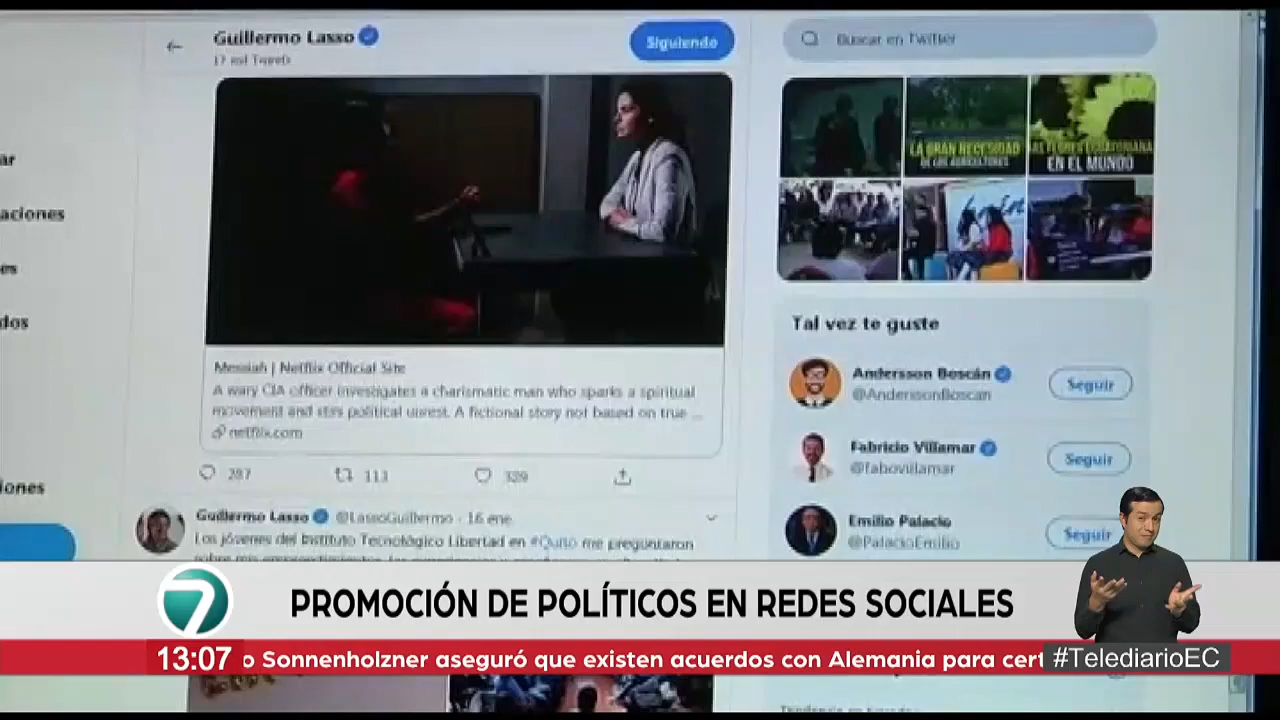 Guillermo Lasso
17 mil Tweets
Siguiendo
Buscar en Twitter
LA GRAN NECESIDAD
DE LOS AGRICULTORES
ECUATORIANA
EN EL MUNDO
ar
aciones
es
dos
iones
Messiah | Netflix Official Site
A wary CIA officer investigates a charismatic man who sparks a spiritual
movement and stirs political unrest. A fictional story not based on true ...
netflix.com
287
113
339
Guillermo Lasso @LassoGuillermo · 16 ene.
Los jóvenes del Instituto Tecnológico Libertad en #Quito me preguntaron
Tal vez te guste
Andersson Boscán
@AnderssonBoscan
Seguir
Fabricio Villamar
@fabovillamar
Seguir
Emilio Palacio
@PalacioEmilio
Seguir
7
PROMOCIÓN DE POLÍTICOS EN REDES SOCIALES
13:07
o Sonnenholzner aseguró que existen acuerdos con Alemania para cert
#TelediarioEC